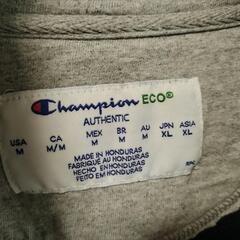 Champion ECO®
AUTHENTIC
USA CA MEX BR AU JPN ASIA
M M/M M M M XL XL
MADE IN HONDURAS
FABRIQUÉ AU HONDURAS
HECHO EN HONDURAS
FEITO EM HONDURAS